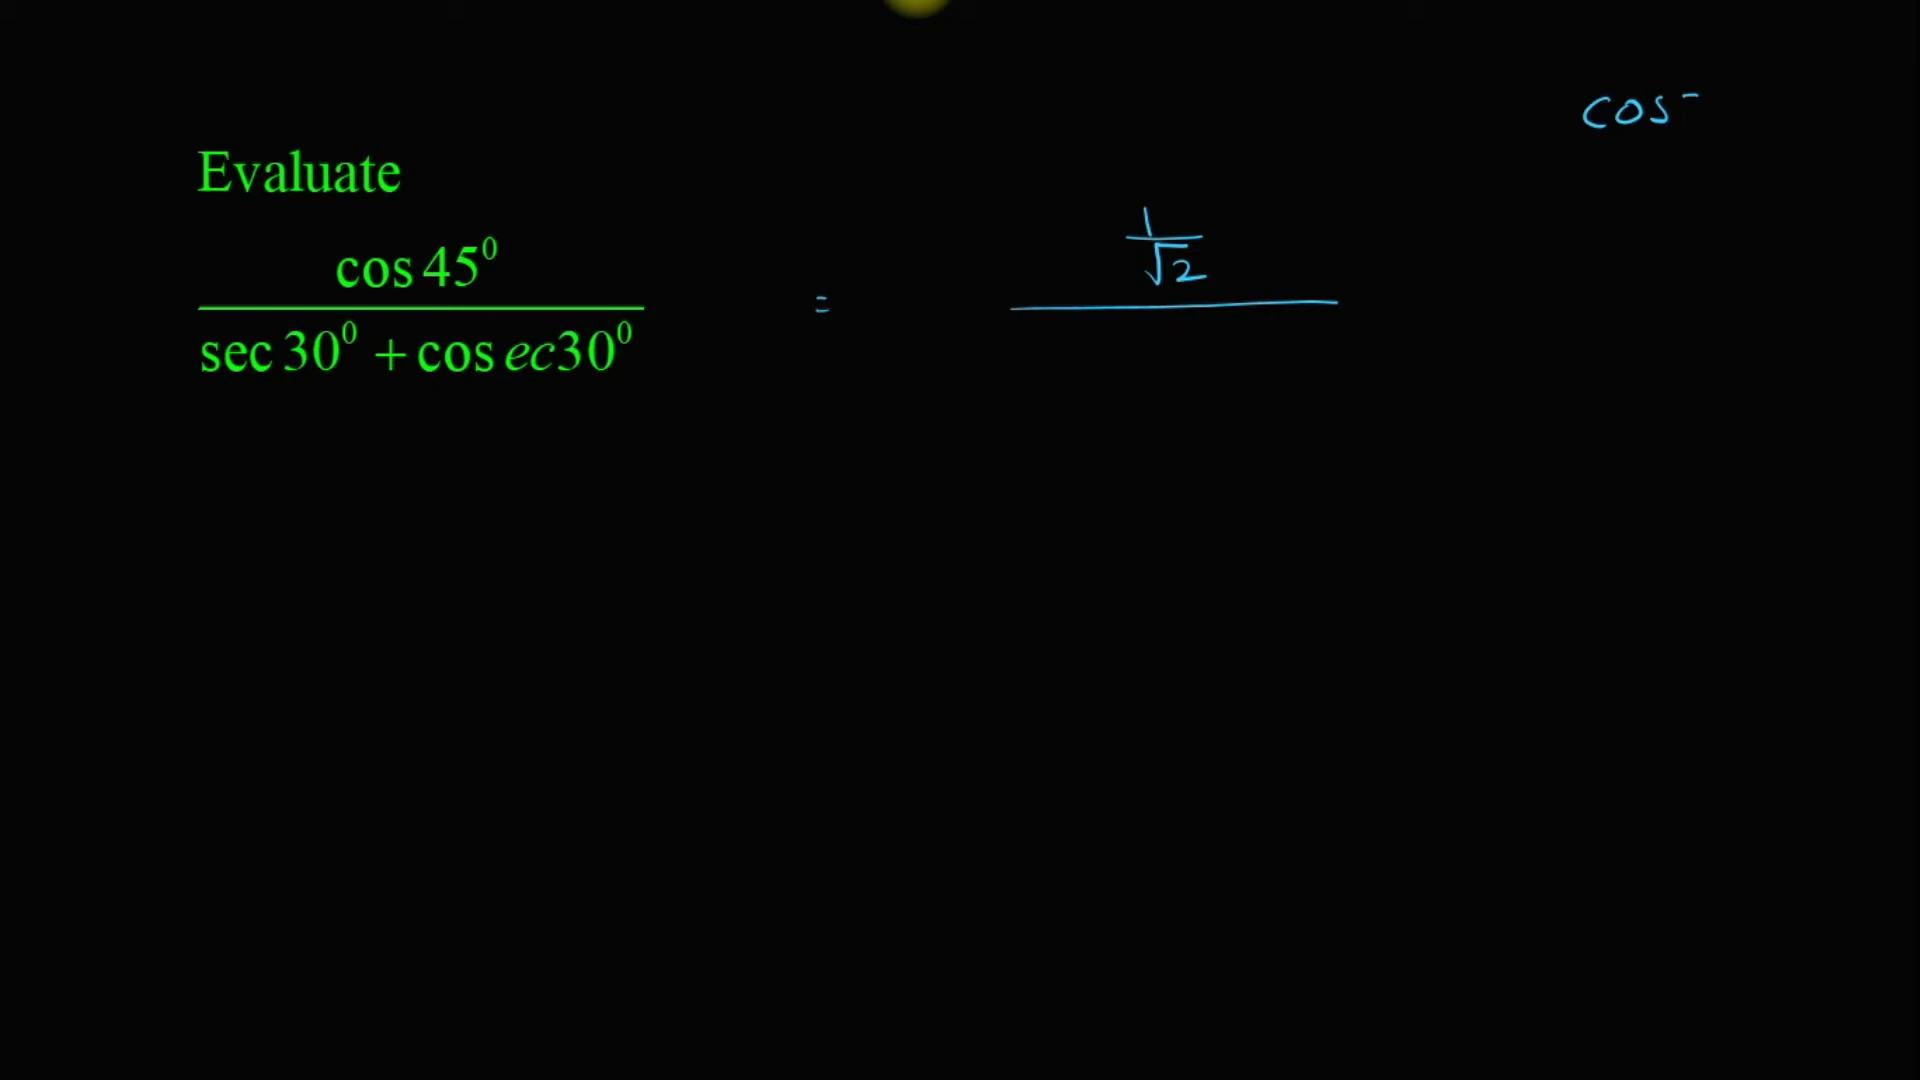 cos-
Evaluate
cos 45⁰ / (sec 30⁰ + cos ec30⁰) = (1/√2) /